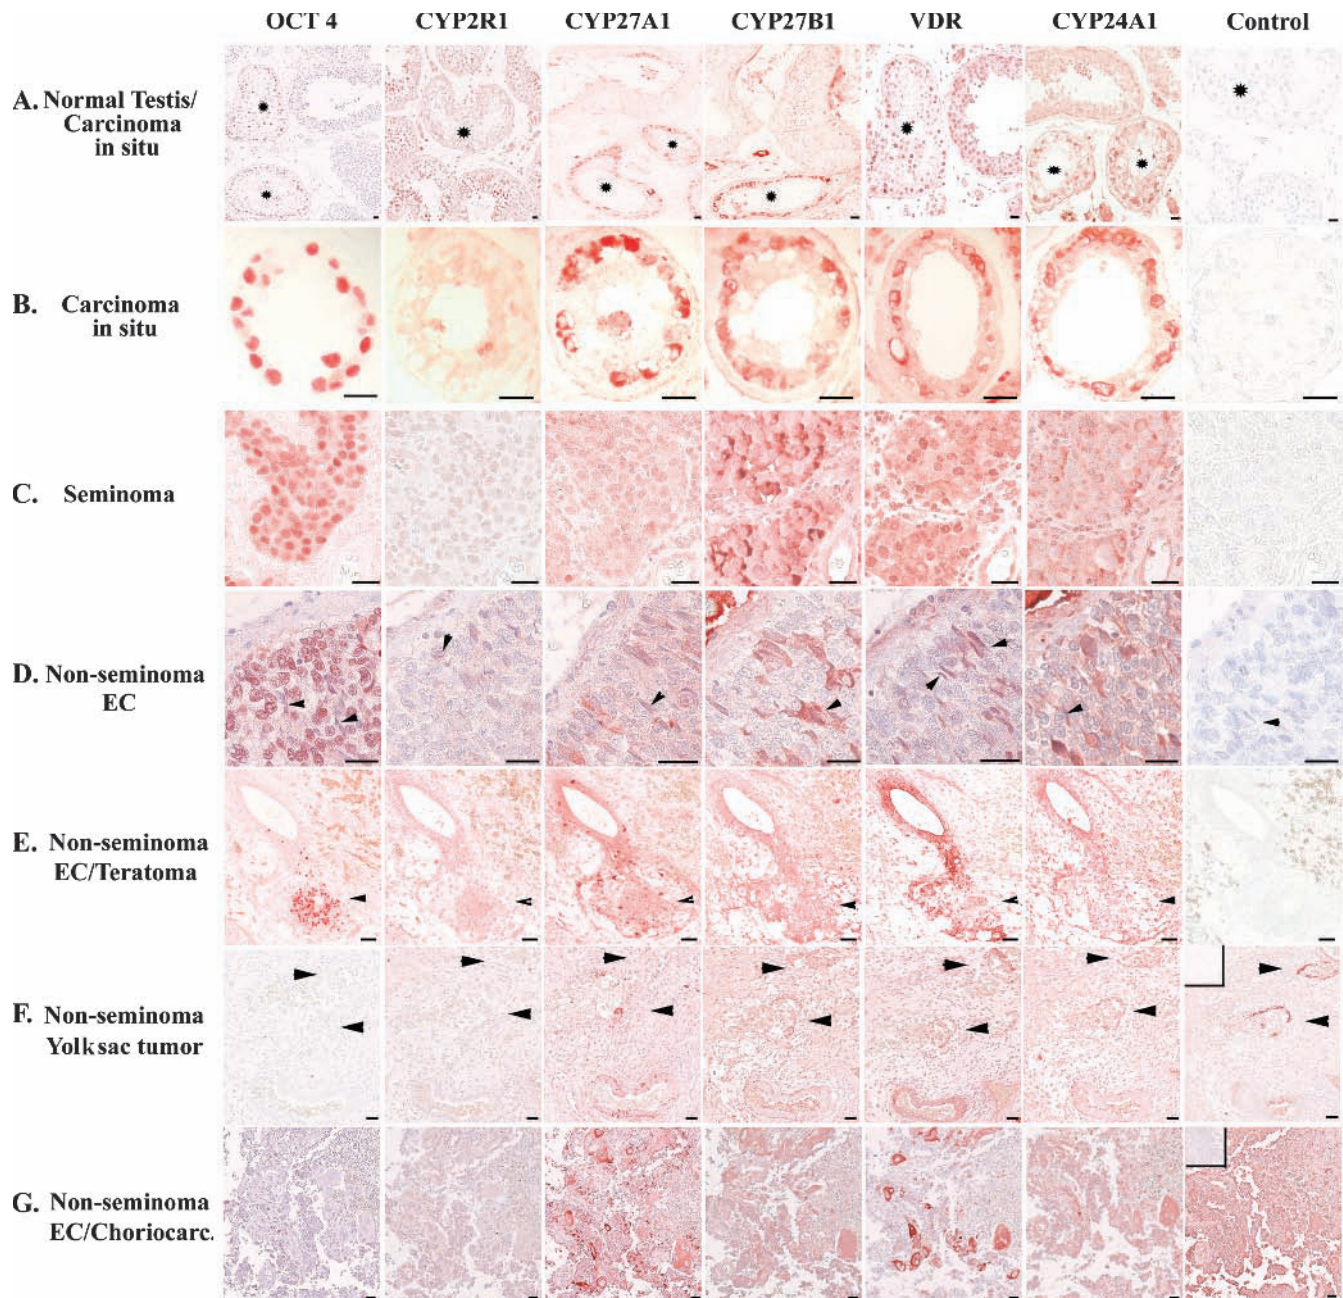 OCT 4 CYP2R1 CYP27A1 CYP27B1 VDR CYP24A1 Control
A. Normal Testis/
Carcinoma
in situ
B. Carcinoma
in situ
C. Seminoma
D. Non-seminoma
EC
E. Non-seminoma
EC/Teratoma
F. Non-seminoma
Yolk sac tumor
G. Non-seminoma
EC/Choriocarc.